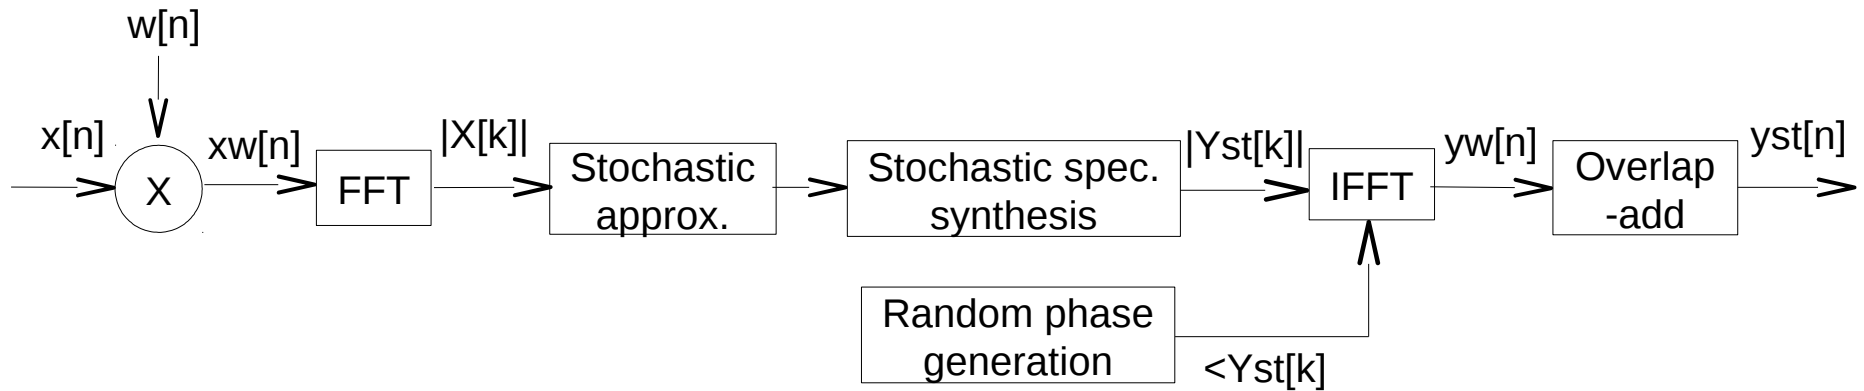 w[n]
x[n]
X
xw[n]
FFT
|X[k]|
Stochastic
approx.
Stochastic spec.
synthesis
|Yst[k]|
IFFT
yw[n]
Overlap
-add
yst[n]
Random phase
generation
<Yst[k]